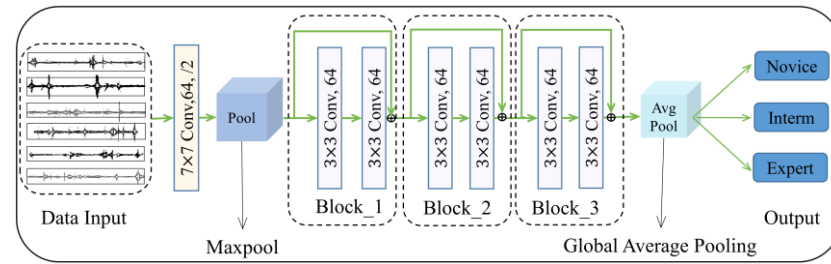 Data Input
7×7 Conv,64, /2
Pool
Maxpool
3×3 Conv, 64
3×3 Conv, 64
Block_1
3×3 Conv, 64
3×3 Conv, 64
Block_2
3×3 Conv, 64
3×3 Conv, 64
Block_3
Avg
Pool
Global Average Pooling
Novice
Interm
Expert
Output